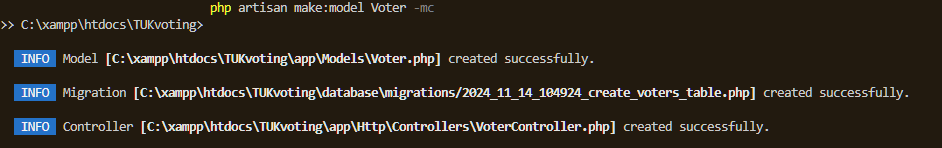 php artisan make:model Voter -mc
>> C:\xampp\htdocs\TUKvoting>
INFO Model [C:\xampp\htdocs\TUKvoting\app\Models\Voter.php] created successfully.
INFO Migration [C:\xampp\htdocs\TUKvoting\database\migrations/2024_11_14_104924_create_voters_table.php] created successfully.
INFO Controller [C:\xampp\htdocs\TUKvoting\app\Http\Controllers\VoterController.php] created successfully.